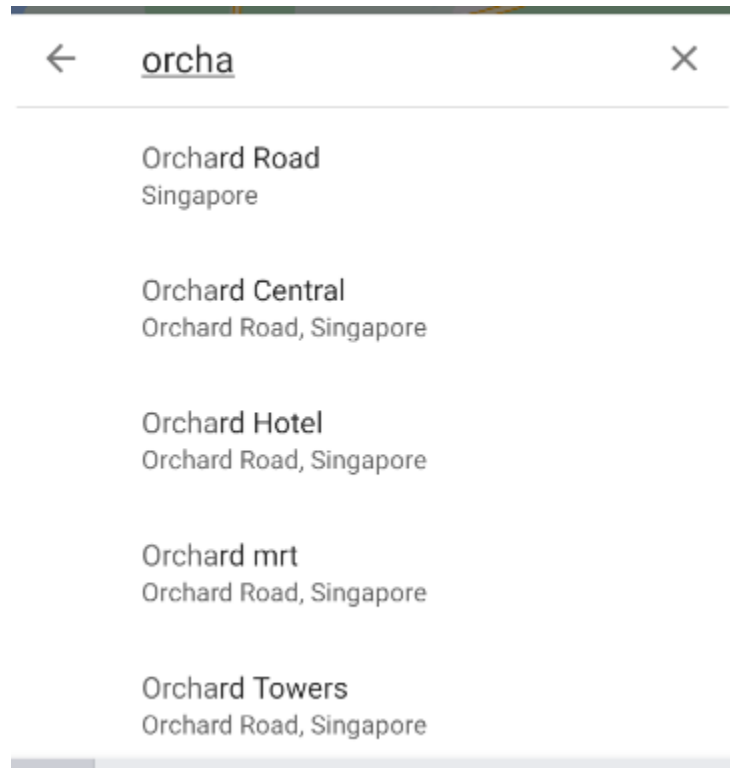 orcha
Orchard Road
Singapore
Orchard Central
Orchard Road, Singapore
Orchard Hotel
Orchard Road, Singapore
Orchard mrt
Orchard Road, Singapore
Orchard Towers
Orchard Road, Singapore